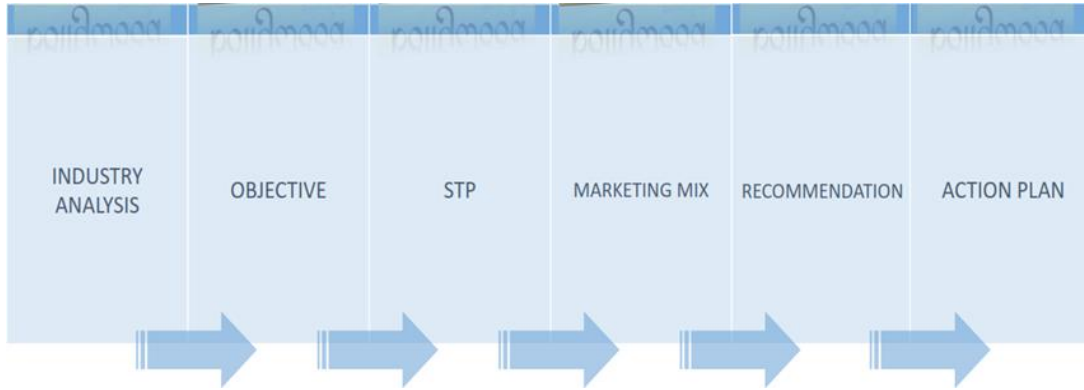 INDUSTRY
ANALYSIS
OBJECTIVE
STP
MARKETING MIX
RECOMMENDATION
ACTION PLAN